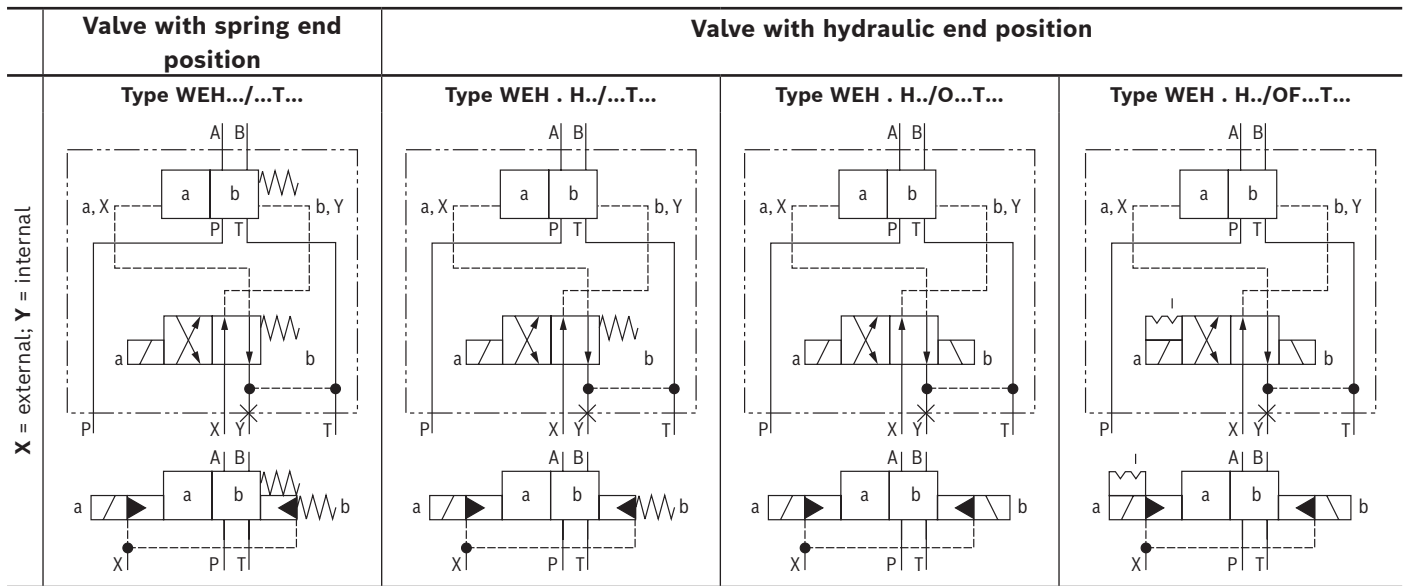 Valve with spring end
position
Valve with hydraulic end position
X = external; Y = internal
Type WEH.../...T...
A B
a b
a, X b, Y
P T
a b
P X Y T
A B
a a b b
X P T
Type WEH . H../...T...
A B
a b
a, X b, Y
P T
a b
P X Y T
A B
a a b b
X P T
Type WEH . H../O...T...
A B
a b
a, X b, Y
P T
a b
P X Y T
A B
a a b b
X P T
Type WEH . H../OF...T...
A B
a b
a, X b, Y
P T
I
a b
P X Y T
A B
I
a a b b
X P T